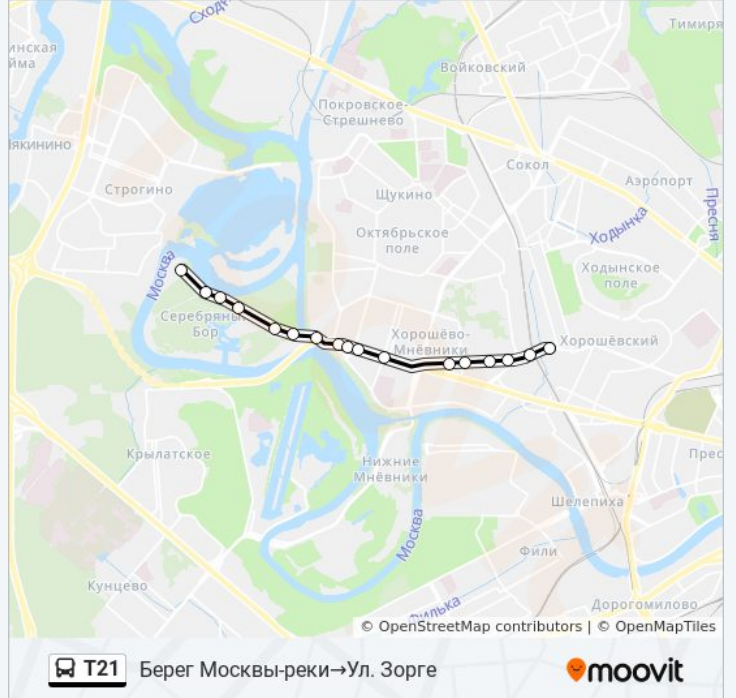 Сходн
Тимиря
инская
йма
Войковский
Покровское-
Стрешнево
якинино
Сокол
Строгино
Щукино
Аэропорт
Пресня
Ходынка
Октябрьское
поле
Москва
Ходынское
поле
Серебряный
Бор
Хорошёво-
Мнёвники
Хорошёвский
Крылатское
Нижние
Мнёвники
Прес
Шелепиха
Москва
Фили
Кунцево
Дорогомилово
Филька
© OpenStreetMap contributors | © OpenMapTiles
T21 Берег Москвы-реки→Ул. Зорге
moovit